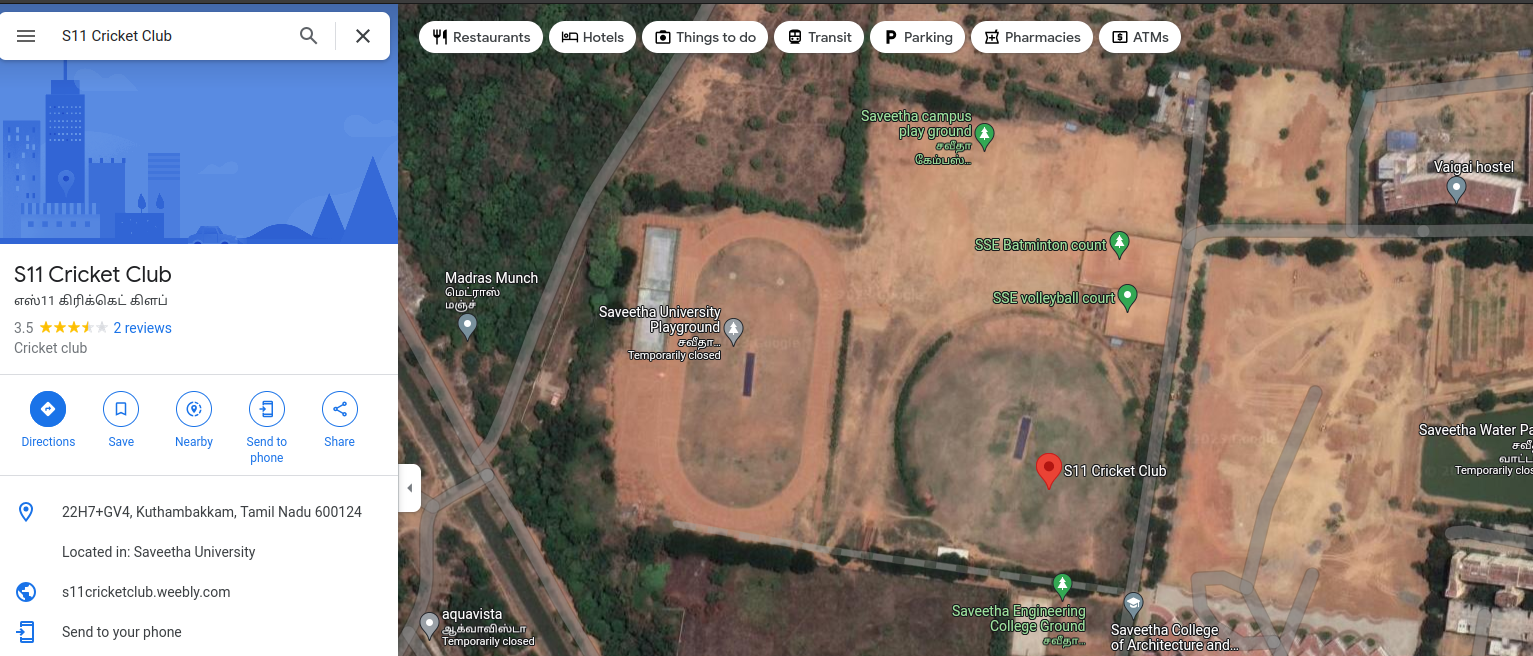 S11 Cricket Club
Restaurants
Hotels
Things to do
Transit
Parking
Pharmacies
ATMs
S11 Cricket Club
எஸ்11 கிரிக்கெட் கிளப்
3.5
2 reviews
Cricket club
Directions
Save
Nearby
Send to
phone
Share
22H7+GV4, Kuthambakkam, Tamil Nadu 600124
Located in: Saveetha University
s11cricketclub.weebly.com
Send to your phone
Saveetha campus
play ground
சவீதா
கேம்பஸ்...
Vaigai hostel
SSE Batminton count
SSE volleyball court
Madras Munch
மெட்ராஸ்
மஞ்ச்
Saveetha University
Playground
சவீதா...
Temporarily closed
S11 Cricket Club
Saveetha Water Pa
சவீ
வாட்ட
Temporarily clos
aquavista
ஆக்வாவிஸ்டா
Temporarily closed
Saveetha Engineering
College Ground
சவீதா...
Saveetha College
of Architecture and...